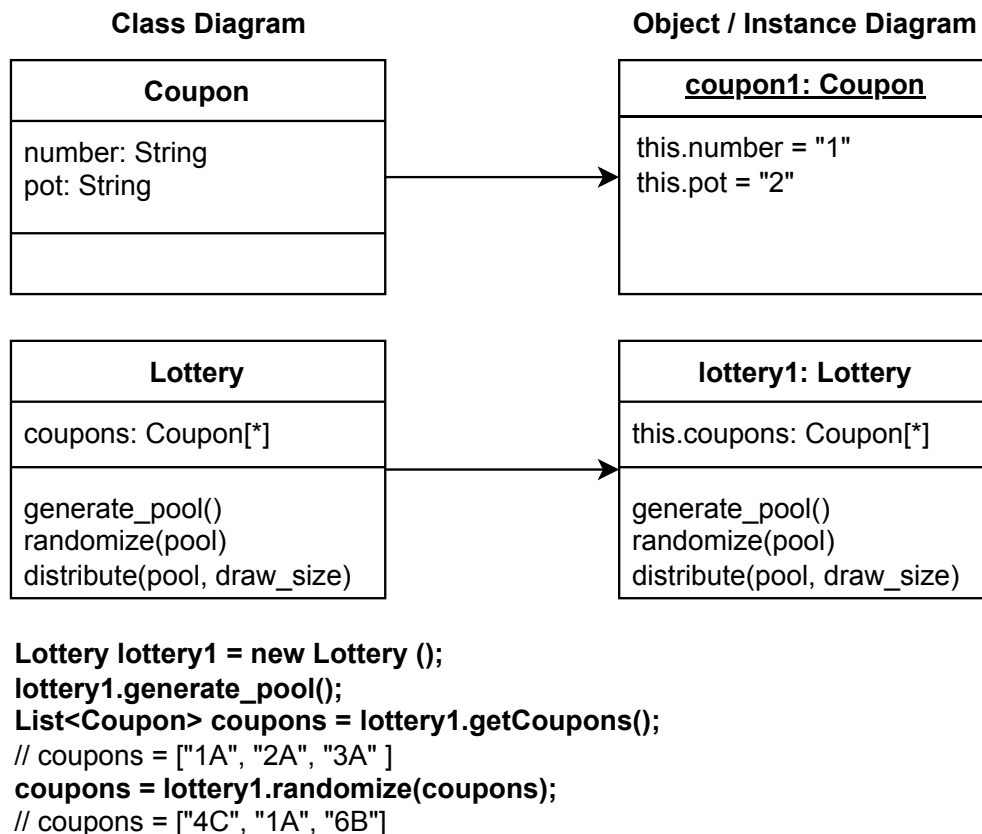 Class Diagram
Object / Instance Diagram
Coupon
number: String
pot: String
coupon1: Coupon
this.number = "1"
this.pot = "2"
Lottery
coupons: Coupon[*]
generate_pool()
randomize(pool)
distribute(pool, draw_size)
lottery1: Lottery
this.coupons: Coupon[*]
generate_pool()
randomize(pool)
distribute(pool, draw_size)
Lottery lottery1 = new Lottery ();
lottery1.generate_pool();
List<Coupon> coupons = lottery1.getCoupons();
// coupons = ["1A", "2A", "3A" ]
coupons = lottery1.randomize(coupons);
// coupons = ["4C", "1A", "6B"]